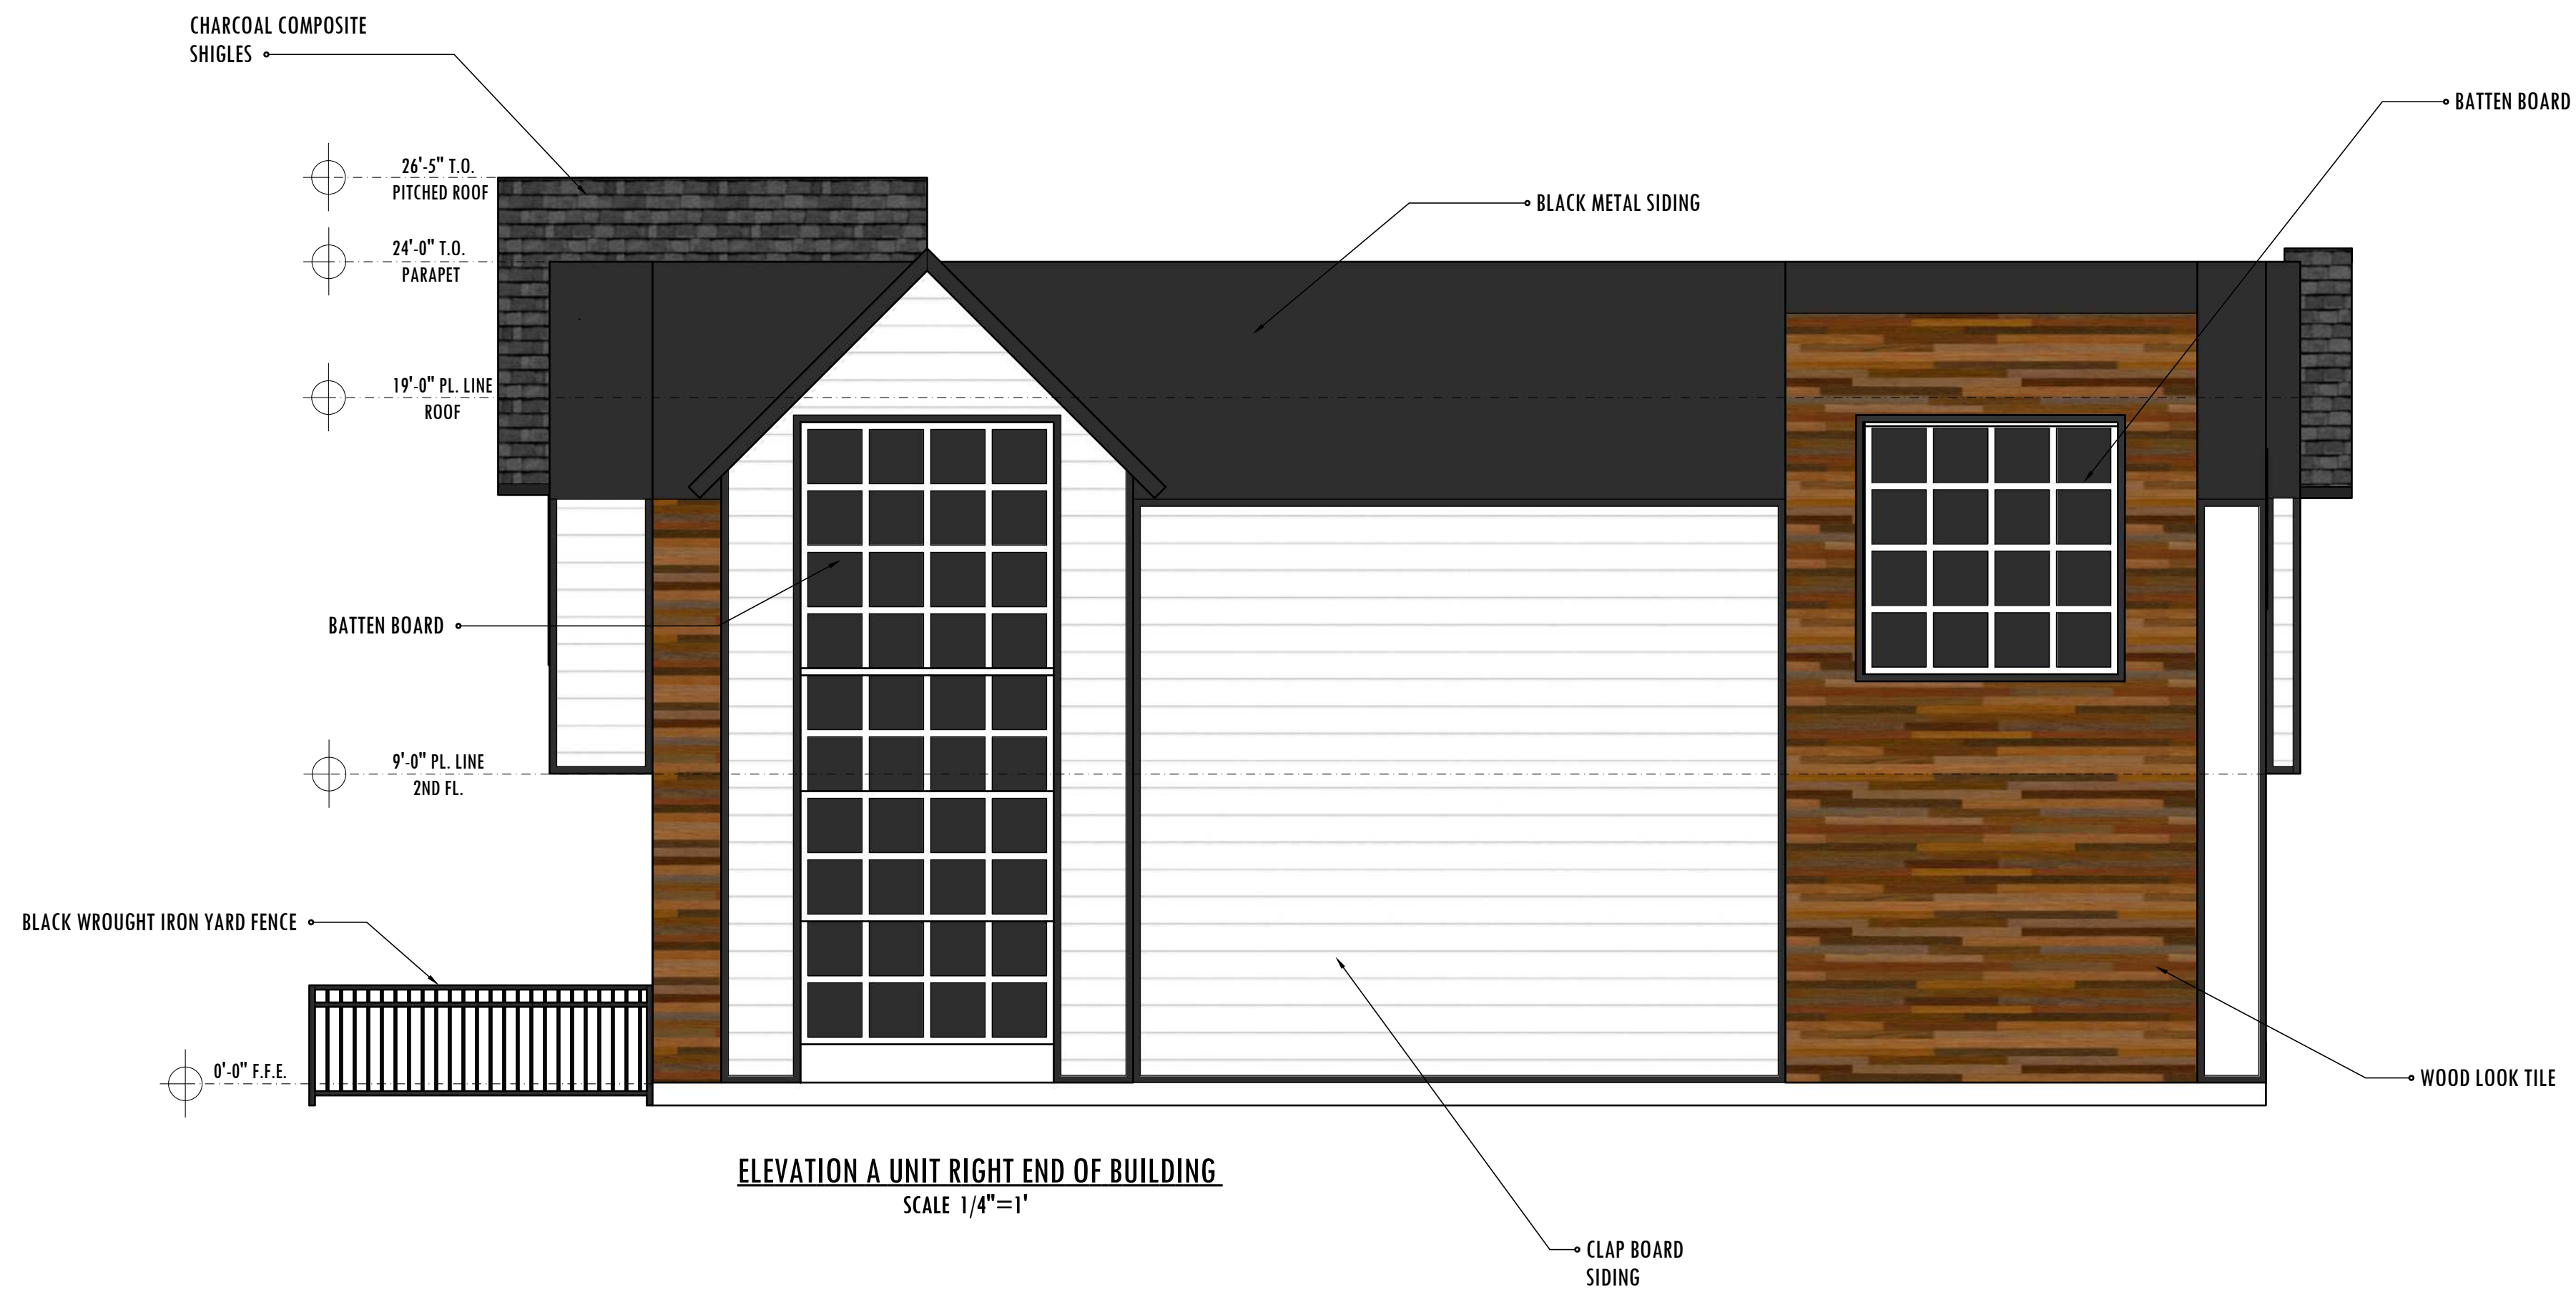 CHARCOAL COMPOSITE
SHIGLES
BATTEN BOARD
26'-5" T.O.
PITCHED ROOF
BLACK METAL SIDING
24'-0" T.O.
PARAPET
19'-0" PL. LINE
ROOF
BATTEN BOARD
9'-0" PL. LINE
2ND FL.
BLACK WROUGHT IRON YARD FENCE
0'-0" F.F.E.
WOOD LOOK TILE
ELEVATION A UNIT RIGHT END OF BUILDING
SCALE 1/4"=1'
CLAP BOARD
SIDING